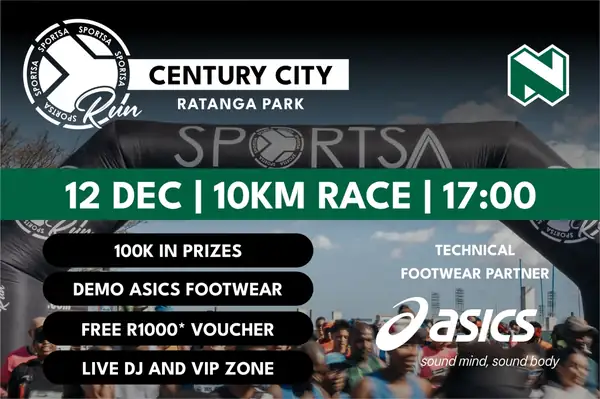 SPORTSA SPORTSA SPORTSA SPORTSA SPORTSA
Run
CENTURY CITY
RATANGA PARK
N
SPORTSA
12 DEC | 10KM RACE | 17:00
100K IN PRIZES
DEMO ASICS FOOTWEAR
FREE R1000* VOUCHER
LIVE DJ AND VIP ZONE
TECHNICAL
FOOTWEAR PARTNER
asics
sound mind, sound body